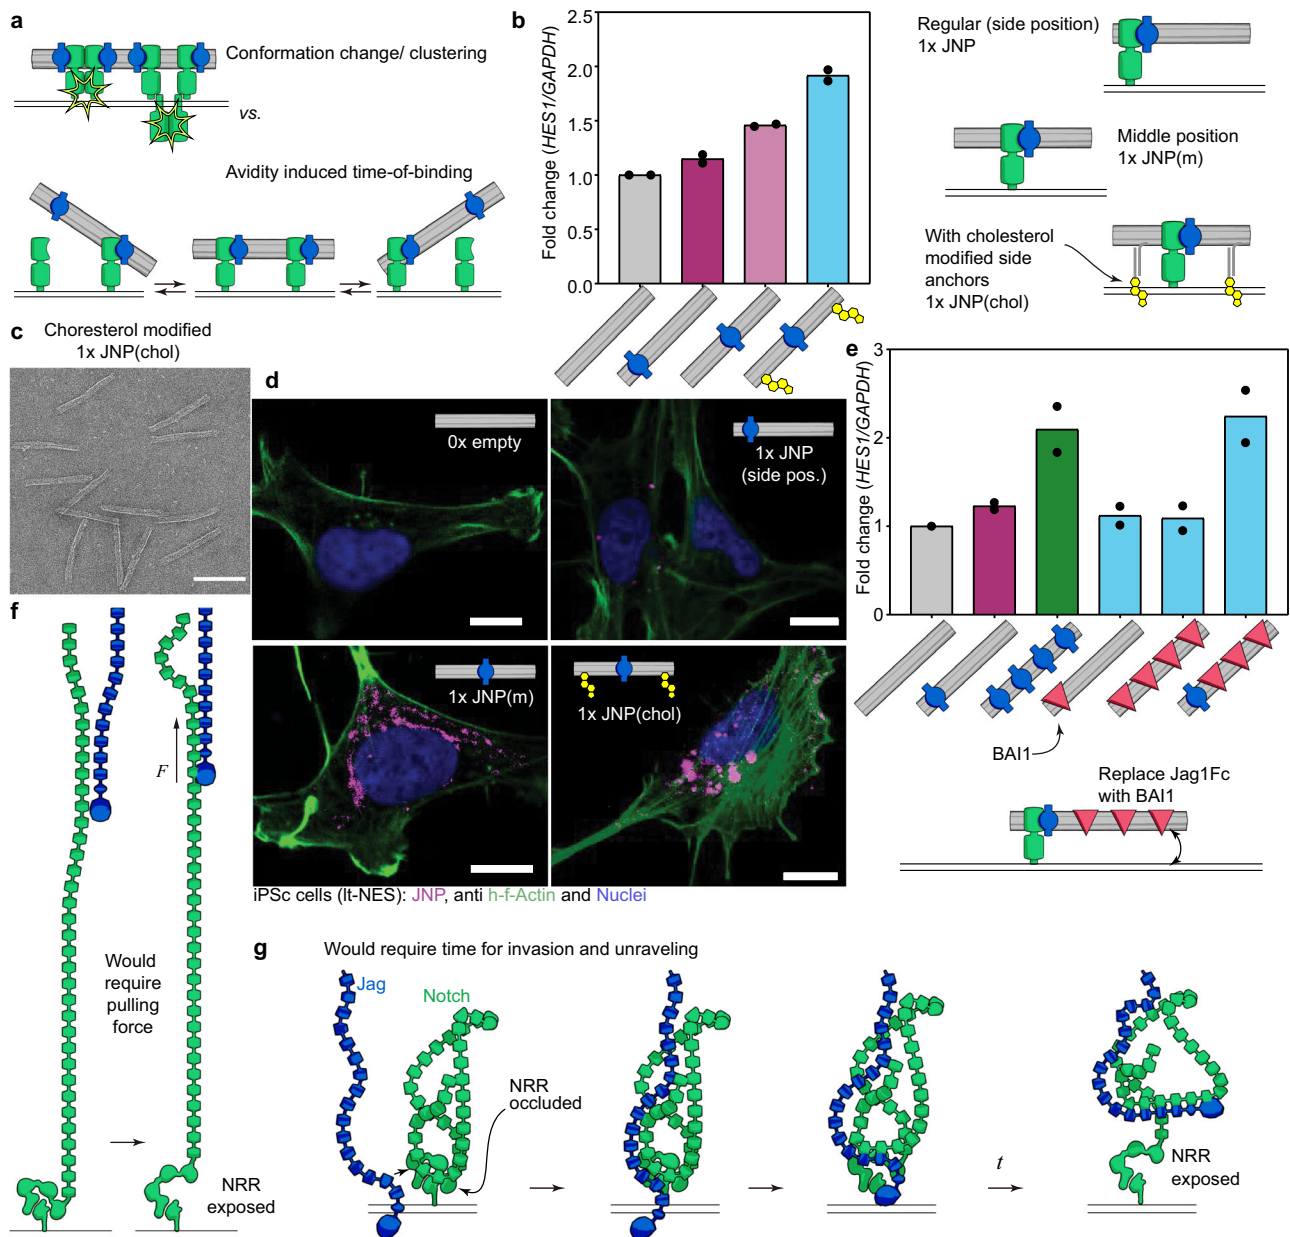 a
Conformation change/ clustering
vs.
Avidity induced time-of-binding
b
Fold change (HES1/GAPDH)
2.5
2.0
1.5
1.0
0.5
0.0
Regular (side position)
1x JNP
Middle position
1x JNP(m)
With cholesterol
modified side
anchors
1x JNP(chol)
c
Choresterol modified
1x JNP(chol)
d
0x empty
1x JNP
(side pos.)
1x JNP(m)
1x JNP(chol)
iPSc cells (lt-NES): JNP, anti h-f-Actin and Nuclei
e
Fold change (HES1/GAPDH)
3
2
1
0
BAI1
Replace Jag1Fc
with BAI1
f
F
Would
require
pulling
force
NRR
exposed
g
Would require time for invasion and unraveling
Jag
Notch
NRR
occluded
t
NRR
exposed